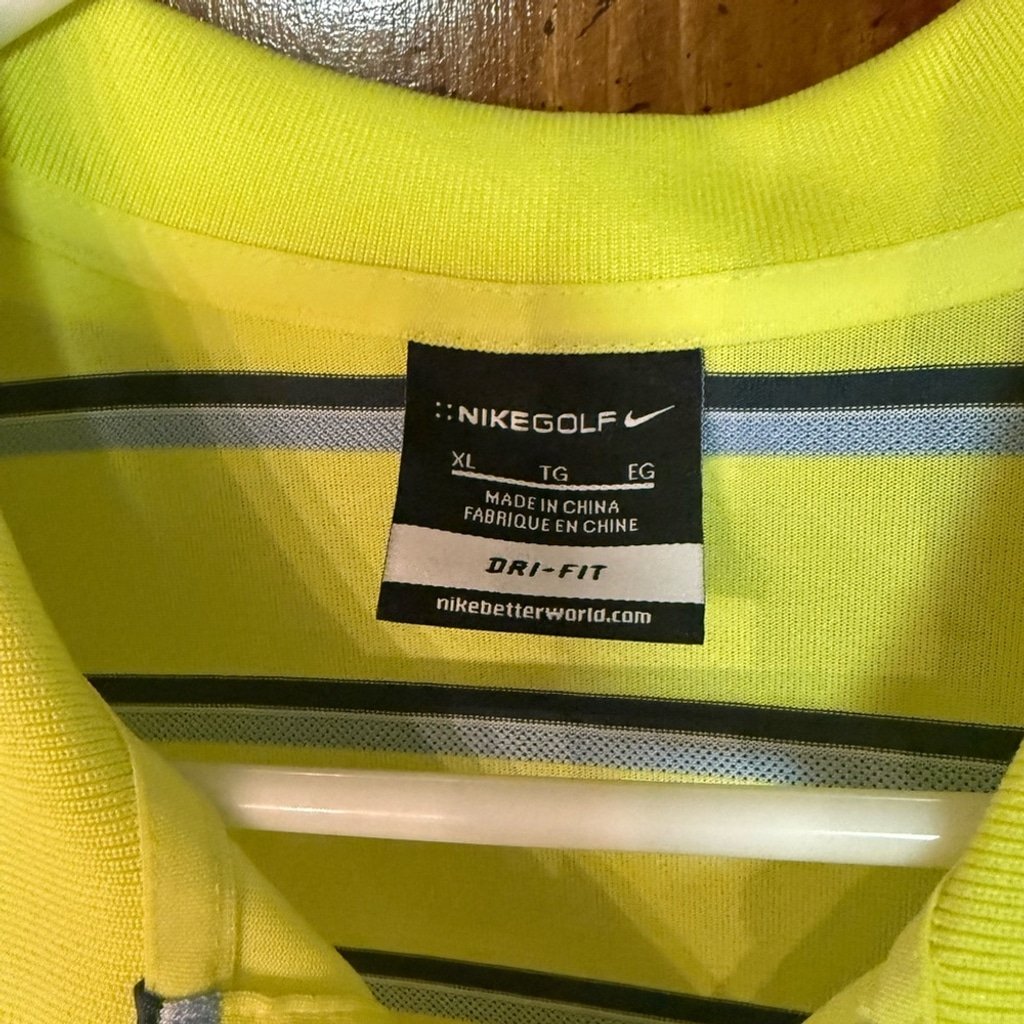 NIKEGOLF
XL TG EG
MADE IN CHINA
FABRIQUE EN CHINE
DRI-FIT
nikebetterworld.com